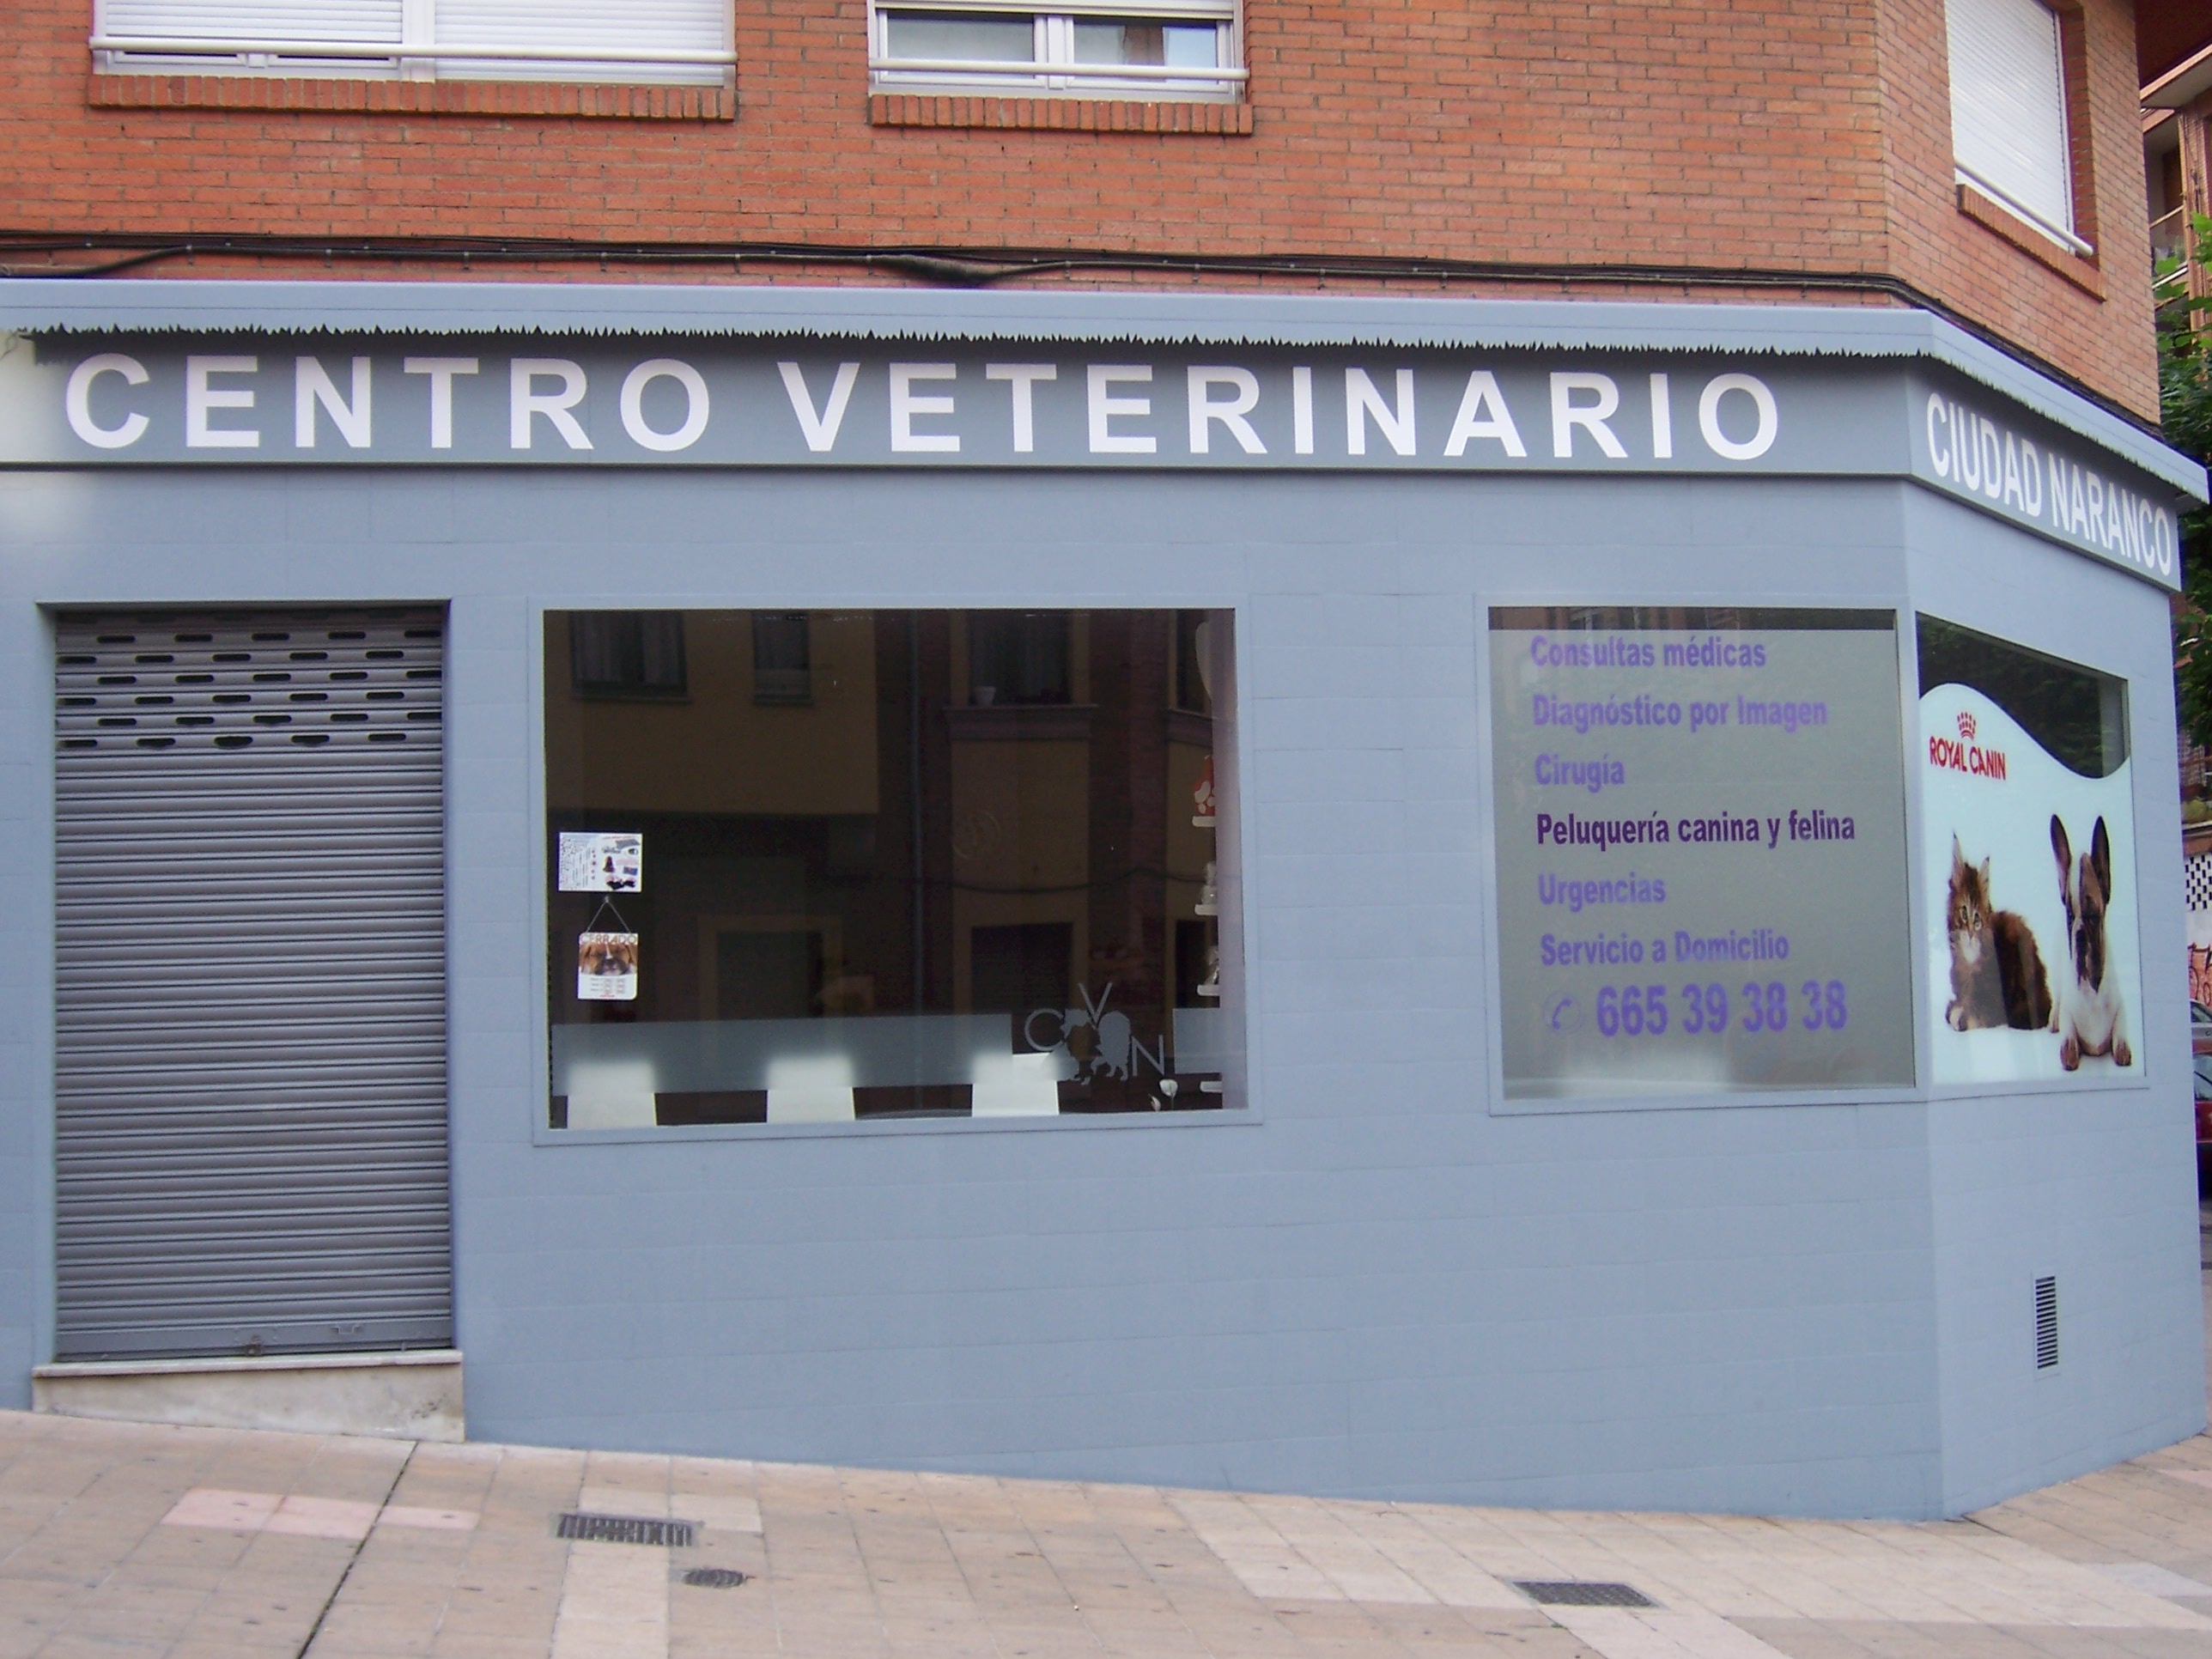 CENTRO VETERINARIO
CIUDAD NARANCO
Consultas médicas
Diagnóstico por Imagen
Cirugía
Peluquería canina y felina
Urgencias
Servicio a Domicilio
665 39 38 38
ROYAL CANIN
CERRADO
C V N